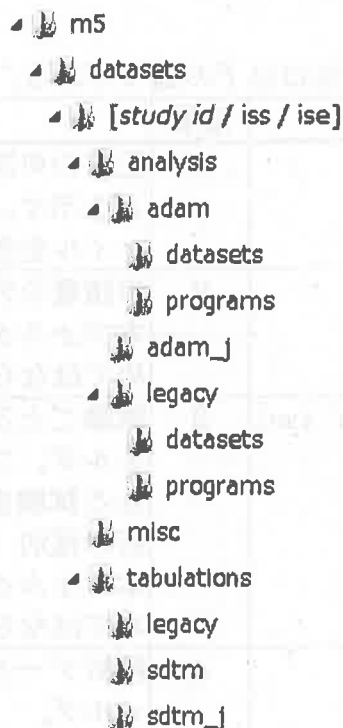 m5
datasets
[study id / iss / ise]
analysis
adam
datasets
programs
adam_j
legacy
datasets
programs
misc
tabulations
legacy
sdtm
sdtm_j